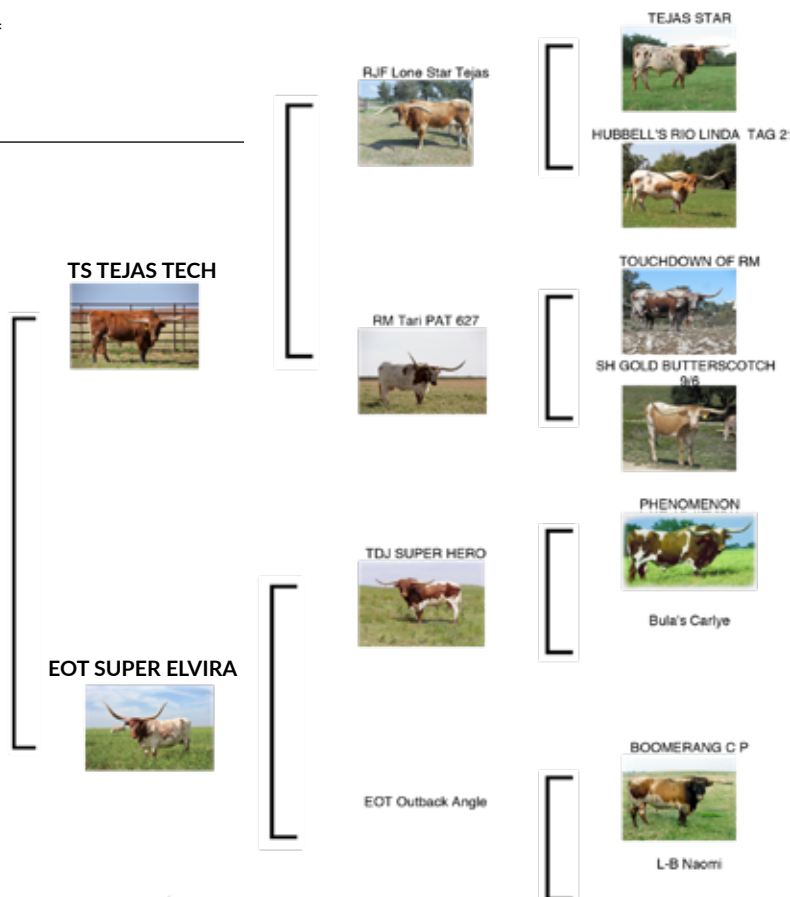 TEJAS STAR
RJF Lone Star Tejas
HUBBELL'S RIO LINDA TAG 2
TS TEJAS TECH
TOUCHDOWN OF RM
RM Tari PAT 627
SH GOLD BUTTERSCOTCH
9/6
PHENOMENON
TDJ SUPER HERO
Bula's Carlye
EOT SUPER ELVIRA
BOOMERANG C P
EOT Outback Angle
L-B Naomi